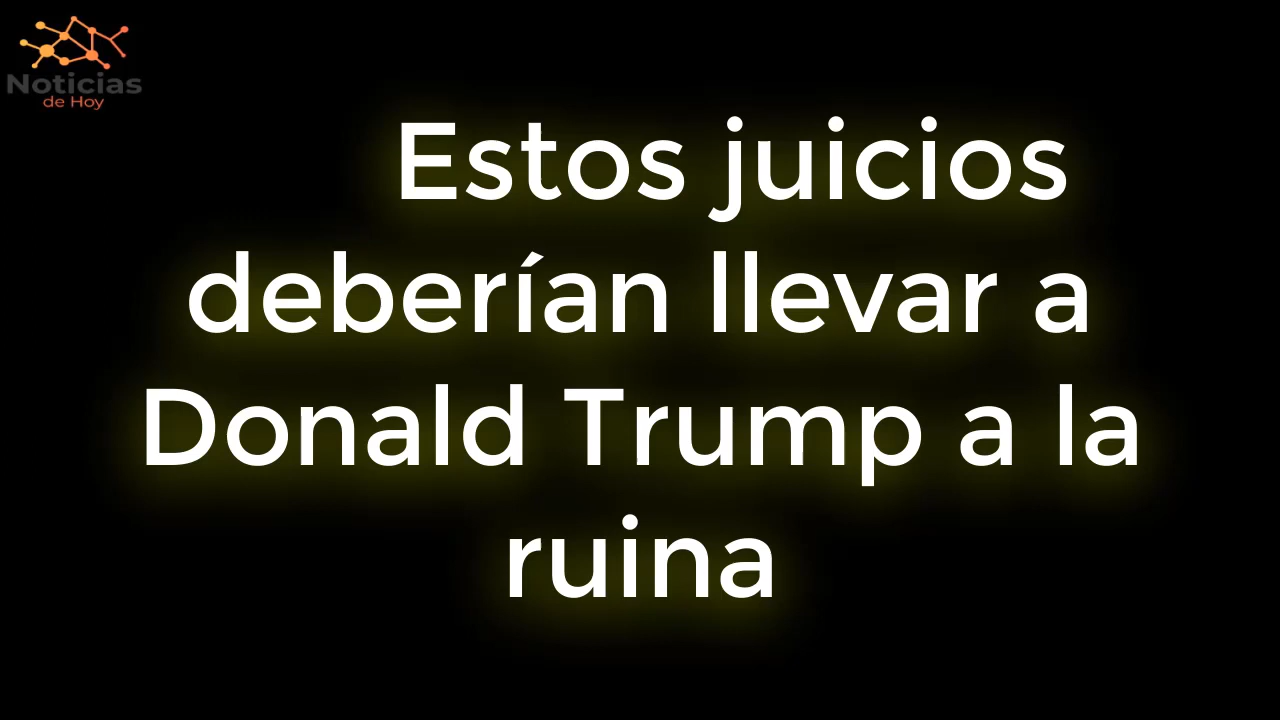 Noticias
de Hoy
Estos juicios
deberían llevar a
Donald Trump a la
ruina